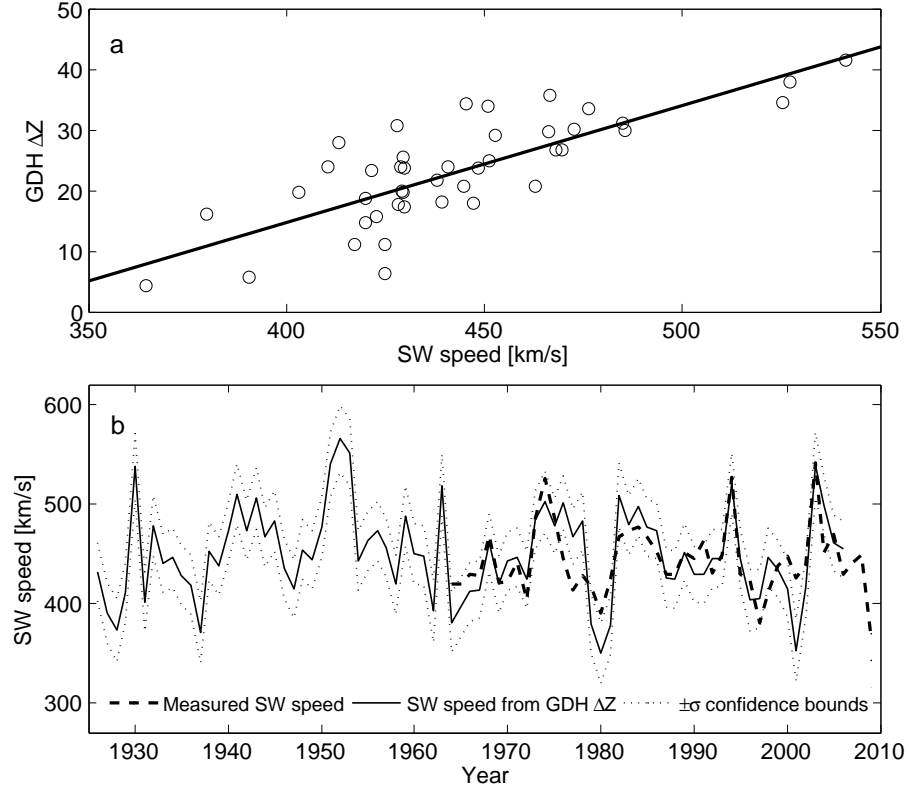 a
GDH ΔZ
50
40
30
20
10
0
350 400 450 500 550
SW speed [km/s]
b
SW speed [km/s]
600
500
400
300
Measured SW speed SW speed from GDH ΔZ ±σ confidence bounds
1930 1940 1950 1960 1970 1980 1990 2000 2010
Year